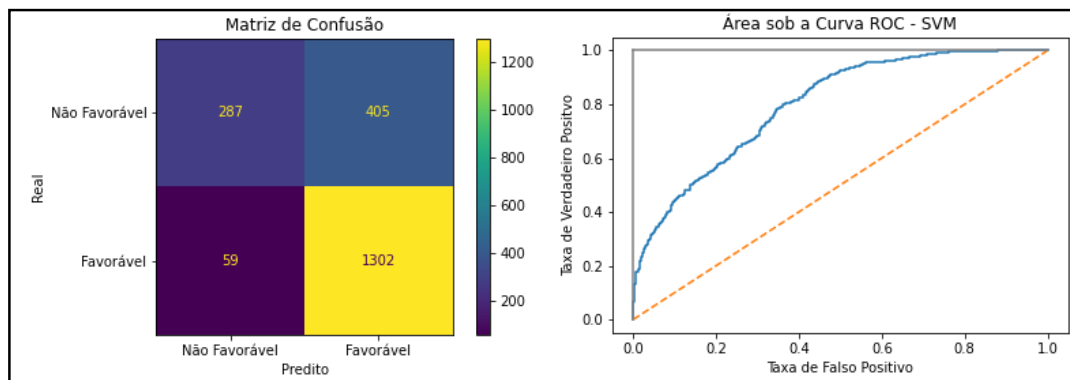 Matriz de Confusão
Não Favorável
287
405
Real
Favorável
59
1302
Não Favorável
Favorável
Predito
1200
1000
800
600
400
200
Área sob a Curva ROC - SVM
Taxa de Verdadeiro Positvo
1.0
0.8
0.6
0.4
0.2
0.0
0.0
0.2
0.4
0.6
0.8
1.0
Taxa de Falso Positivo